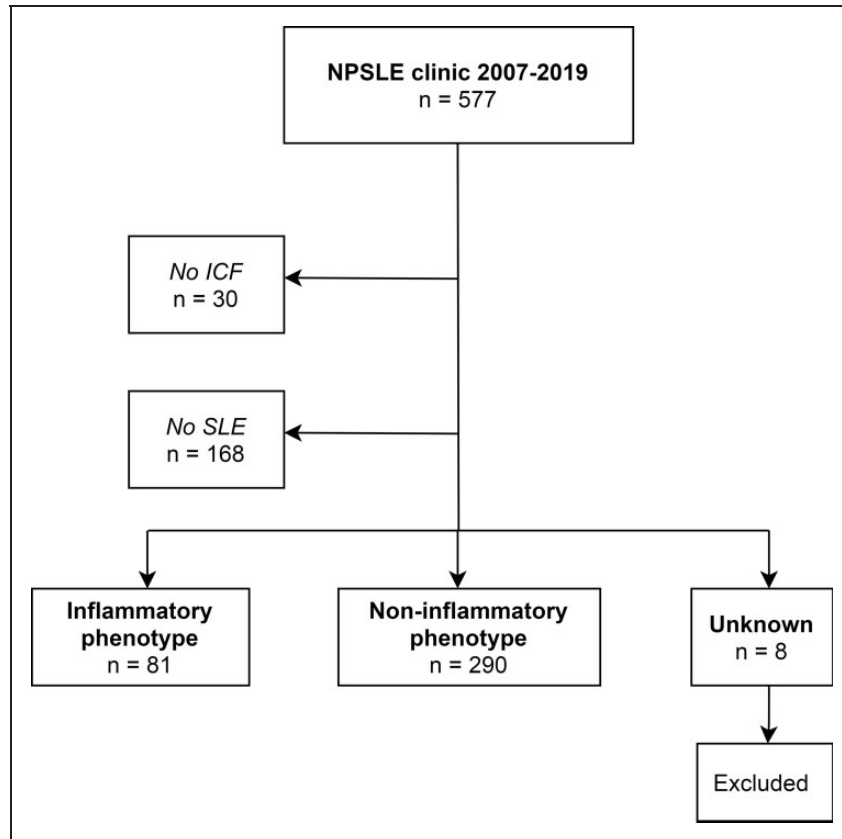 NPSLE clinic 2007-2019
n = 577
No ICF
n = 30
No SLE
n = 168
Inflammatory
phenotype
n = 81
Non-inflammatory
phenotype
n = 290
Unknown
n = 8
Excluded